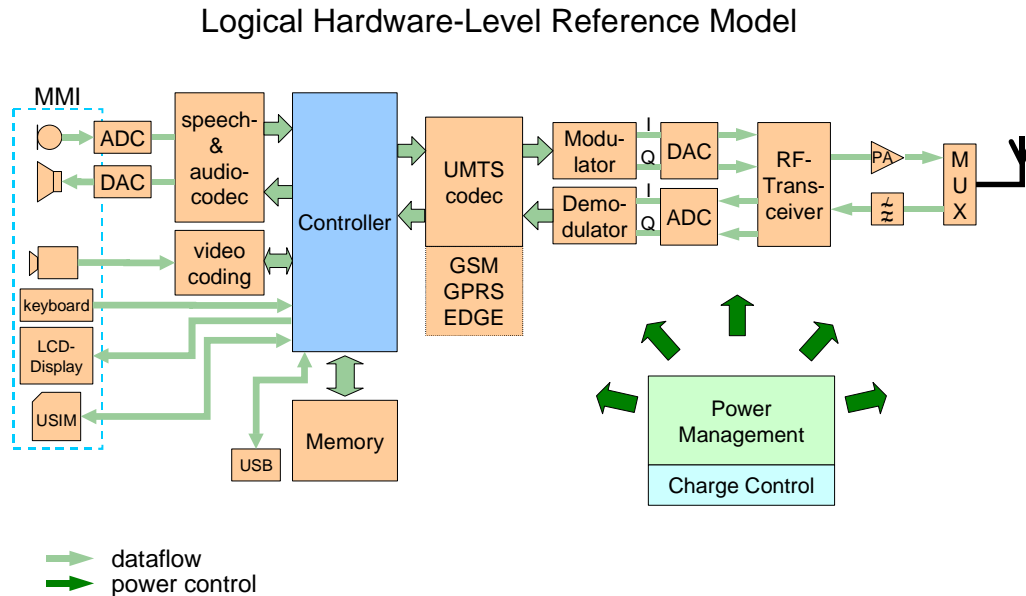 Logical Hardware-Level Reference Model
MMI
ADC
DAC
speech-
&
audio-
codec
video
coding
keyboard
LCD-
Display
USIM
Controller
Memory
USB
UMTS
codec
GSM
GPRS
EDGE
Modu-
lator
I
Q
DAC
Demo-
dulator
I
Q
ADC
RF-
Trans-
ceiver
PA
M
U
X
Power
Management
Charge Control
dataflow
power control